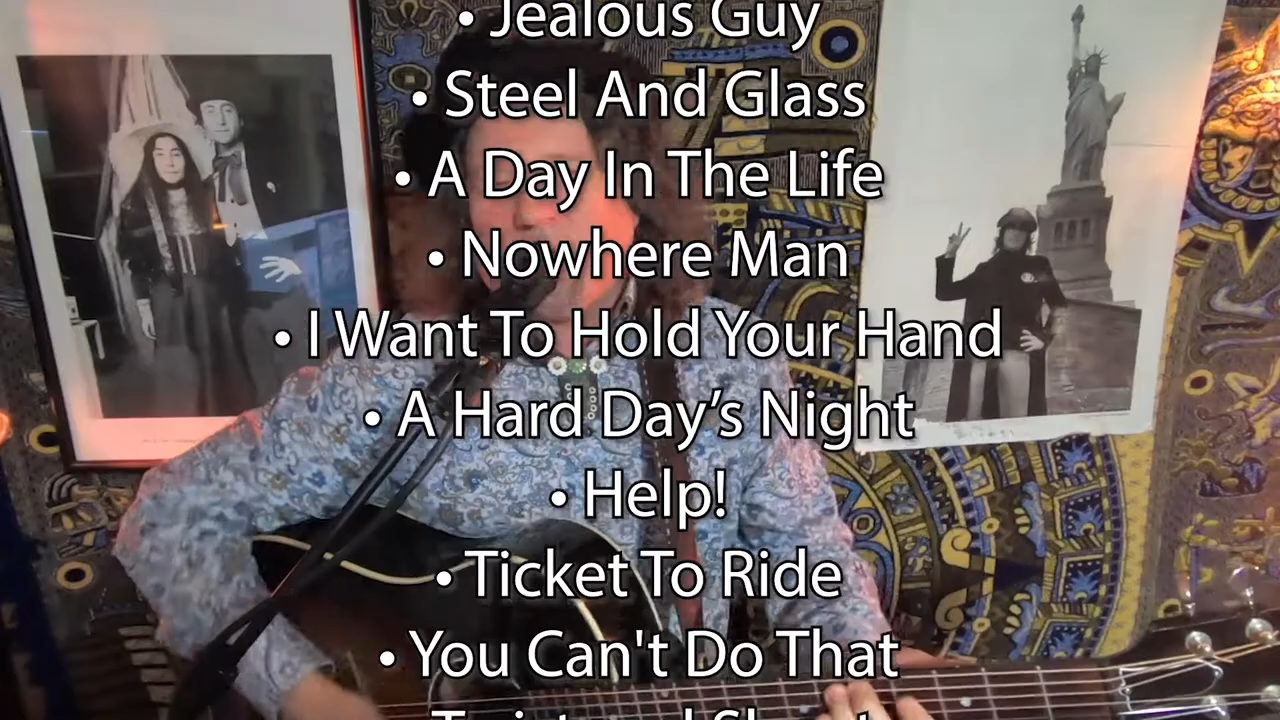 • Jealous Guy
• Steel And Glass
• A Day In The Life
• Nowhere Man
• I Want To Hold Your Hand
• A Hard Day’s Night
• Help!
• Ticket To Ride
• You Can't Do That